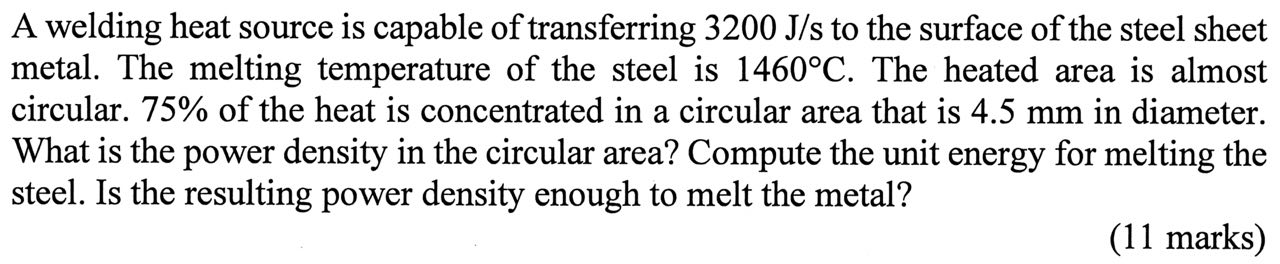 A welding heat source is capable of transferring 3200 J/s to the surface of the steel sheet
metal. The melting temperature of the steel is 1460°C. The heated area is almost
circular. 75% of the heat is concentrated in a circular area that is 4.5 mm in diameter.
What is the power density in the circular area? Compute the unit energy for melting the
steel. Is the resulting power density enough to melt the metal?
(11 marks)